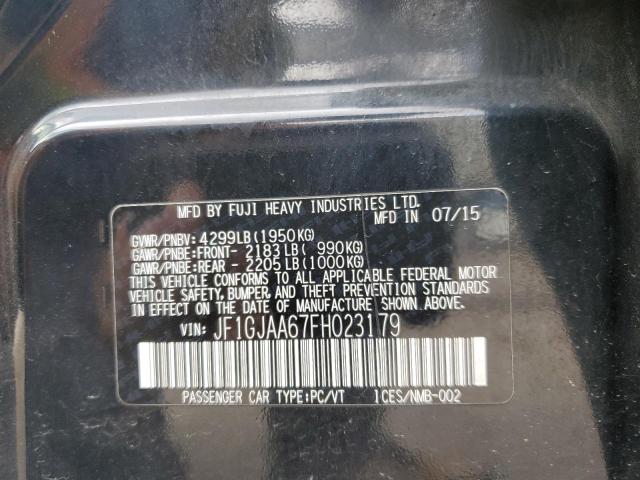 MFD BY FUJI HEAVY INDUSTRIES LTD.
MFD IN 07/15
GVWR/PNBV: 4299LB(1950KG)
GAWR/PNBE:FRONT- 2183LB( 990KG)
GAWR/PNBE:REAR - 2205LB(1000KG)
THIS VEHICLE CONFORMS TO ALL APPLICABLE FEDERAL MOTOR
VEHICLE SAFETY, BUMPER, AND THEFT PREVENTION STANDARDS
IN EFFECT ON THE DATE OF MANUFACTURE SHOWN ABOVE.
VIN: JF1GJAA67FH023179
PASSENGER CAR TYPE:PC/VT 1CES/NMB-002